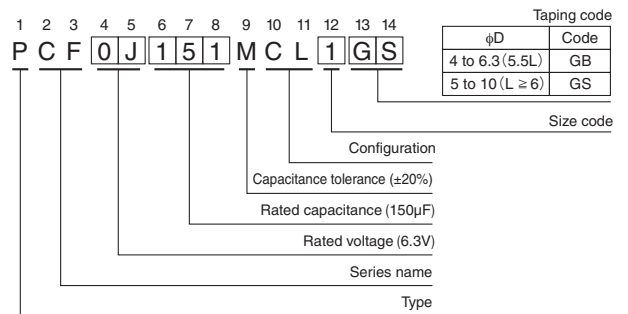 Taping code
1 2 3 4 5 6 7 8 9 10 11 12 13 14
P C F 0 J 1 5 1 M C L 1 G S
φD Code
4 to 6.3(5.5L) GB
5 to 10(L≧6) GS
Size code
Configuration
Capacitance tolerance (±20%)
Rated capacitance (150µF)
Rated voltage (6.3V)
Series name
Type